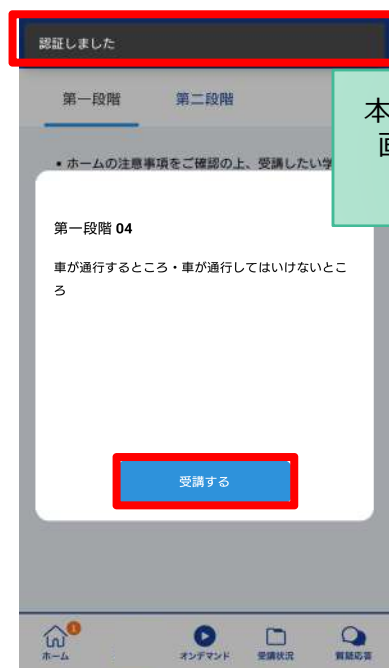 認証しました
本
画
第一段階 第二段階
• ホームの注意事項をご確認の上、受講したい学
第一段階 04
車が通行するところ・車が通行してはいけないとこ
ろ
受講する
1
ホーム オンデマンド 受講状況 質疑応答